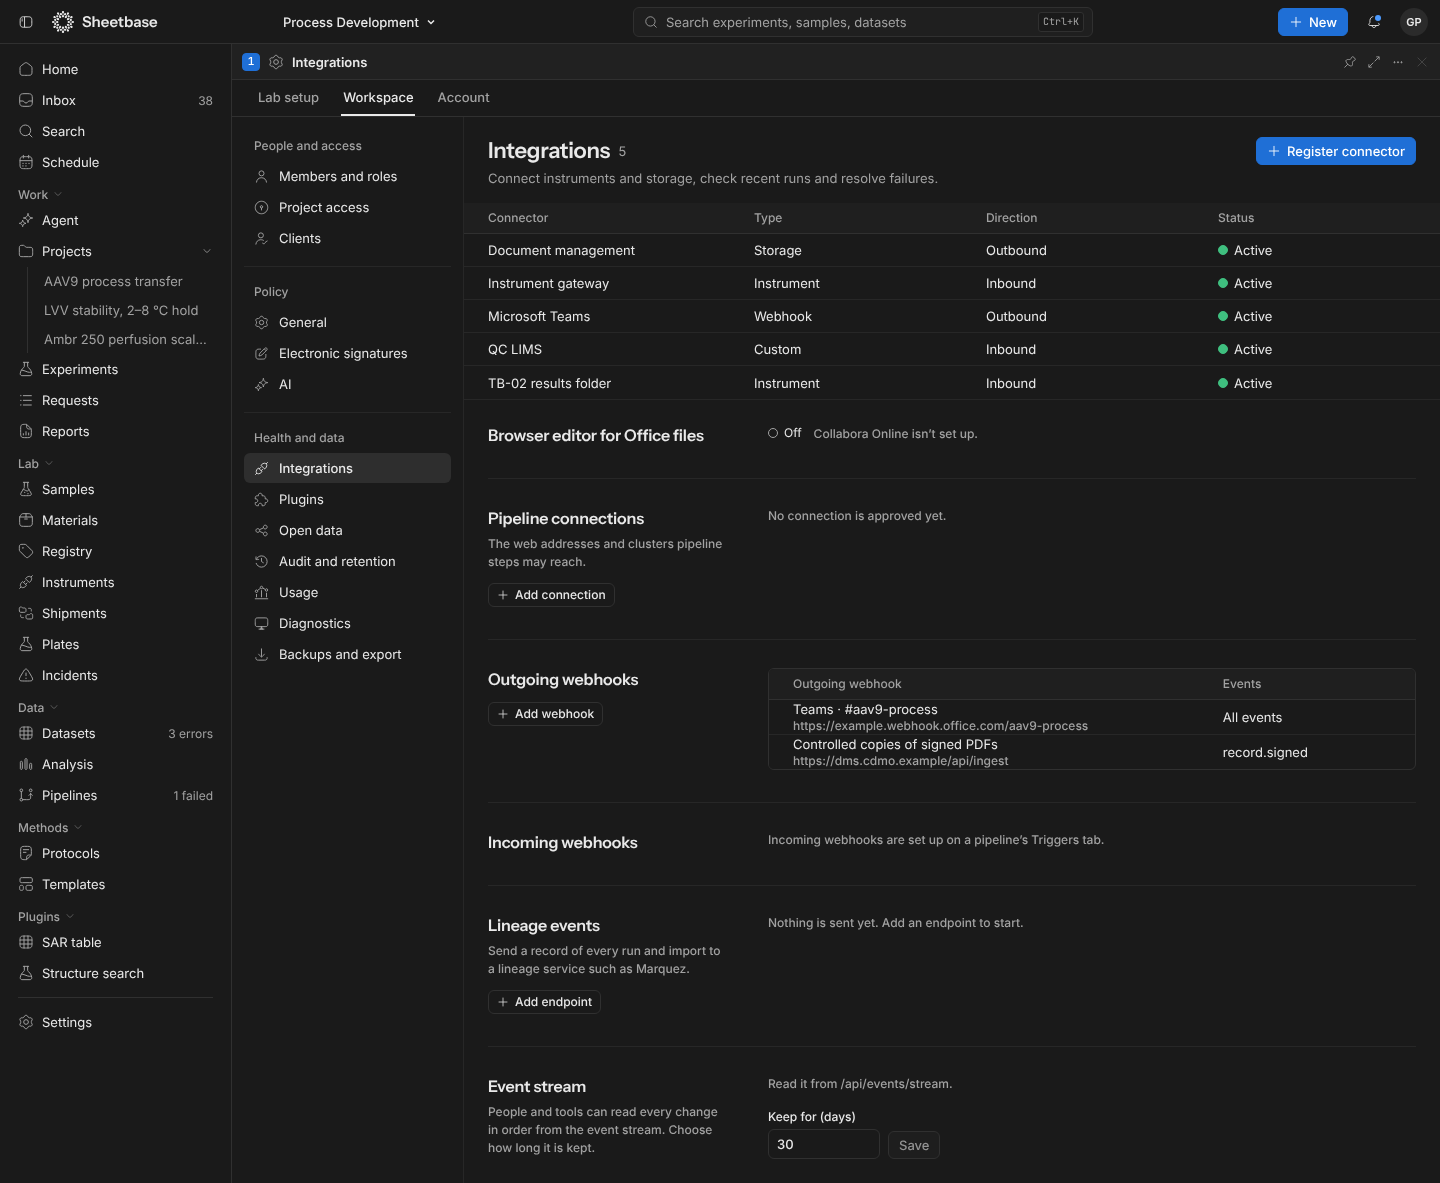 Sheetbase
Process Development
Search experiments, samples, datasets
Ctrl+K
New
GP
Home
Inbox 38
Search
Schedule
Work
Agent
Projects
AAV9 process transfer
LVV stability, 2–8 °C hold
Ambr 250 perfusion scal...
Experiments
Requests
Reports
Lab
Samples
Materials
Registry
Instruments
Shipments
Plates
Incidents
Data
Datasets 3 errors
Analysis
Pipelines 1 failed
Methods
Protocols
Templates
Plugins
SAR table
Structure search
Settings
1 Integrations
Lab setup Workspace Account
People and access
Members and roles
Project access
Clients
Policy
General
Electronic signatures
AI
Health and data
Integrations
Plugins
Open data
Audit and retention
Usage
Diagnostics
Backups and export
Integrations 5
Connect instruments and storage, check recent runs and resolve failures.
Register connector
Connector Type Direction Status
Document management Storage Outbound Active
Instrument gateway Instrument Inbound Active
Microsoft Teams Webhook Outbound Active
QC LIMS Custom Inbound Active
TB-02 results folder Instrument Inbound Active
Browser editor for Office files
Off Collabora Online isn’t set up.
Pipeline connections
The web addresses and clusters pipeline
steps may reach.
Add connection
No connection is approved yet.
Outgoing webhooks
Add webhook
Outgoing webhook Events
Teams · #aav9-process
https://example.webhook.office.com/aav9-process
All events
Controlled copies of signed PDFs
https://dms.cdmo.example/api/ingest
record.signed
Incoming webhooks
Incoming webhooks are set up on a pipeline’s Triggers tab.
Lineage events
Send a record of every run and import to
a lineage service such as Marquez.
Add endpoint
Nothing is sent yet. Add an endpoint to start.
Event stream
People and tools can read every change
in order from the event stream. Choose
how long it is kept.
Read it from /api/events/stream.
Keep for (days)
30
Save